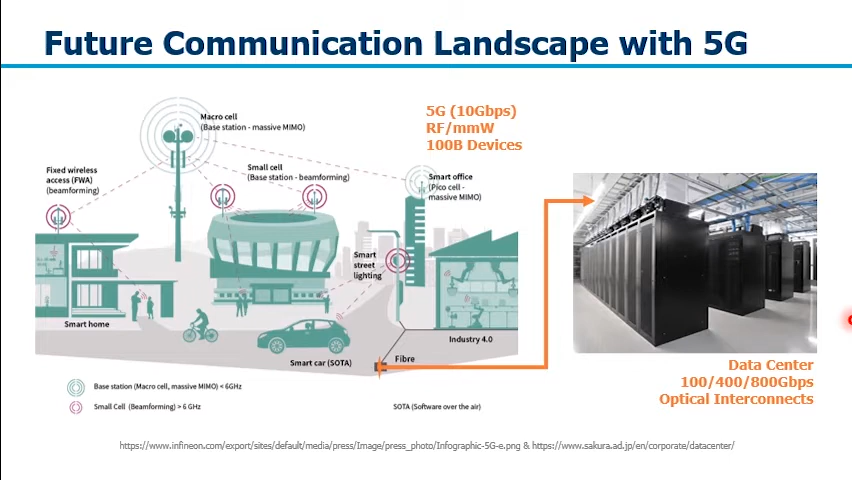 Future Communication Landscape with 5G
Macro cell
(Base station - massive MIMO)
5G (10Gbps)
RF/mmW
100B Devices
Fixed wireless
access (FWA)
(beamforming)
Small cell
(Base station - beamforming)
Smart office
(Pico cell -
massive MIMO)
Smart
street
lighting
Smart home
Industry 4.0
Smart car (SOTA)
Fibre
Data Center
100/400/800Gbps
Optical Interconnects
Base station (Macro cell, massive MIMO) < 6GHz
Small Cell (Beamforming) > 6 GHz
SOTA (Software over the air)
https://www.infineon.com/export/sites/default/media/press/Image/press_photo/Infographic-5G-e.png & https://www.sakura.ad.jp/en/corporate/datacenter/